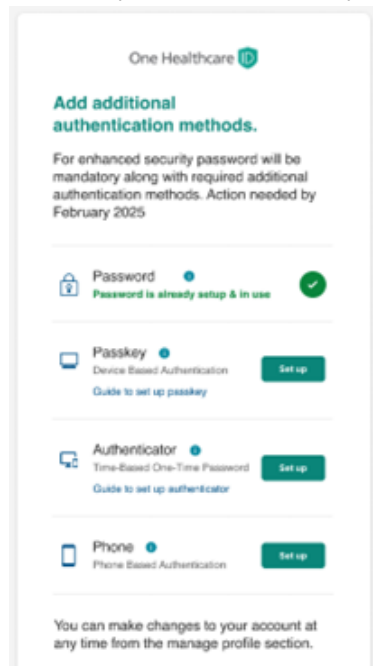 One Healthcare ID
Add additional
authentication methods.
For enhanced security password will be
mandatory along with required additional
authentication methods. Action needed by
February 2025
Password
Password is already setup & in use
Passkey
Device Based Authentication
Set up
Guide to set up passkey
Authenticator
Time-Based One-Time Password
Set up
Guide to set up authenticator
Phone
Phone Based Authentication
Set up
You can make changes to your account at
any time from the manage profile section.